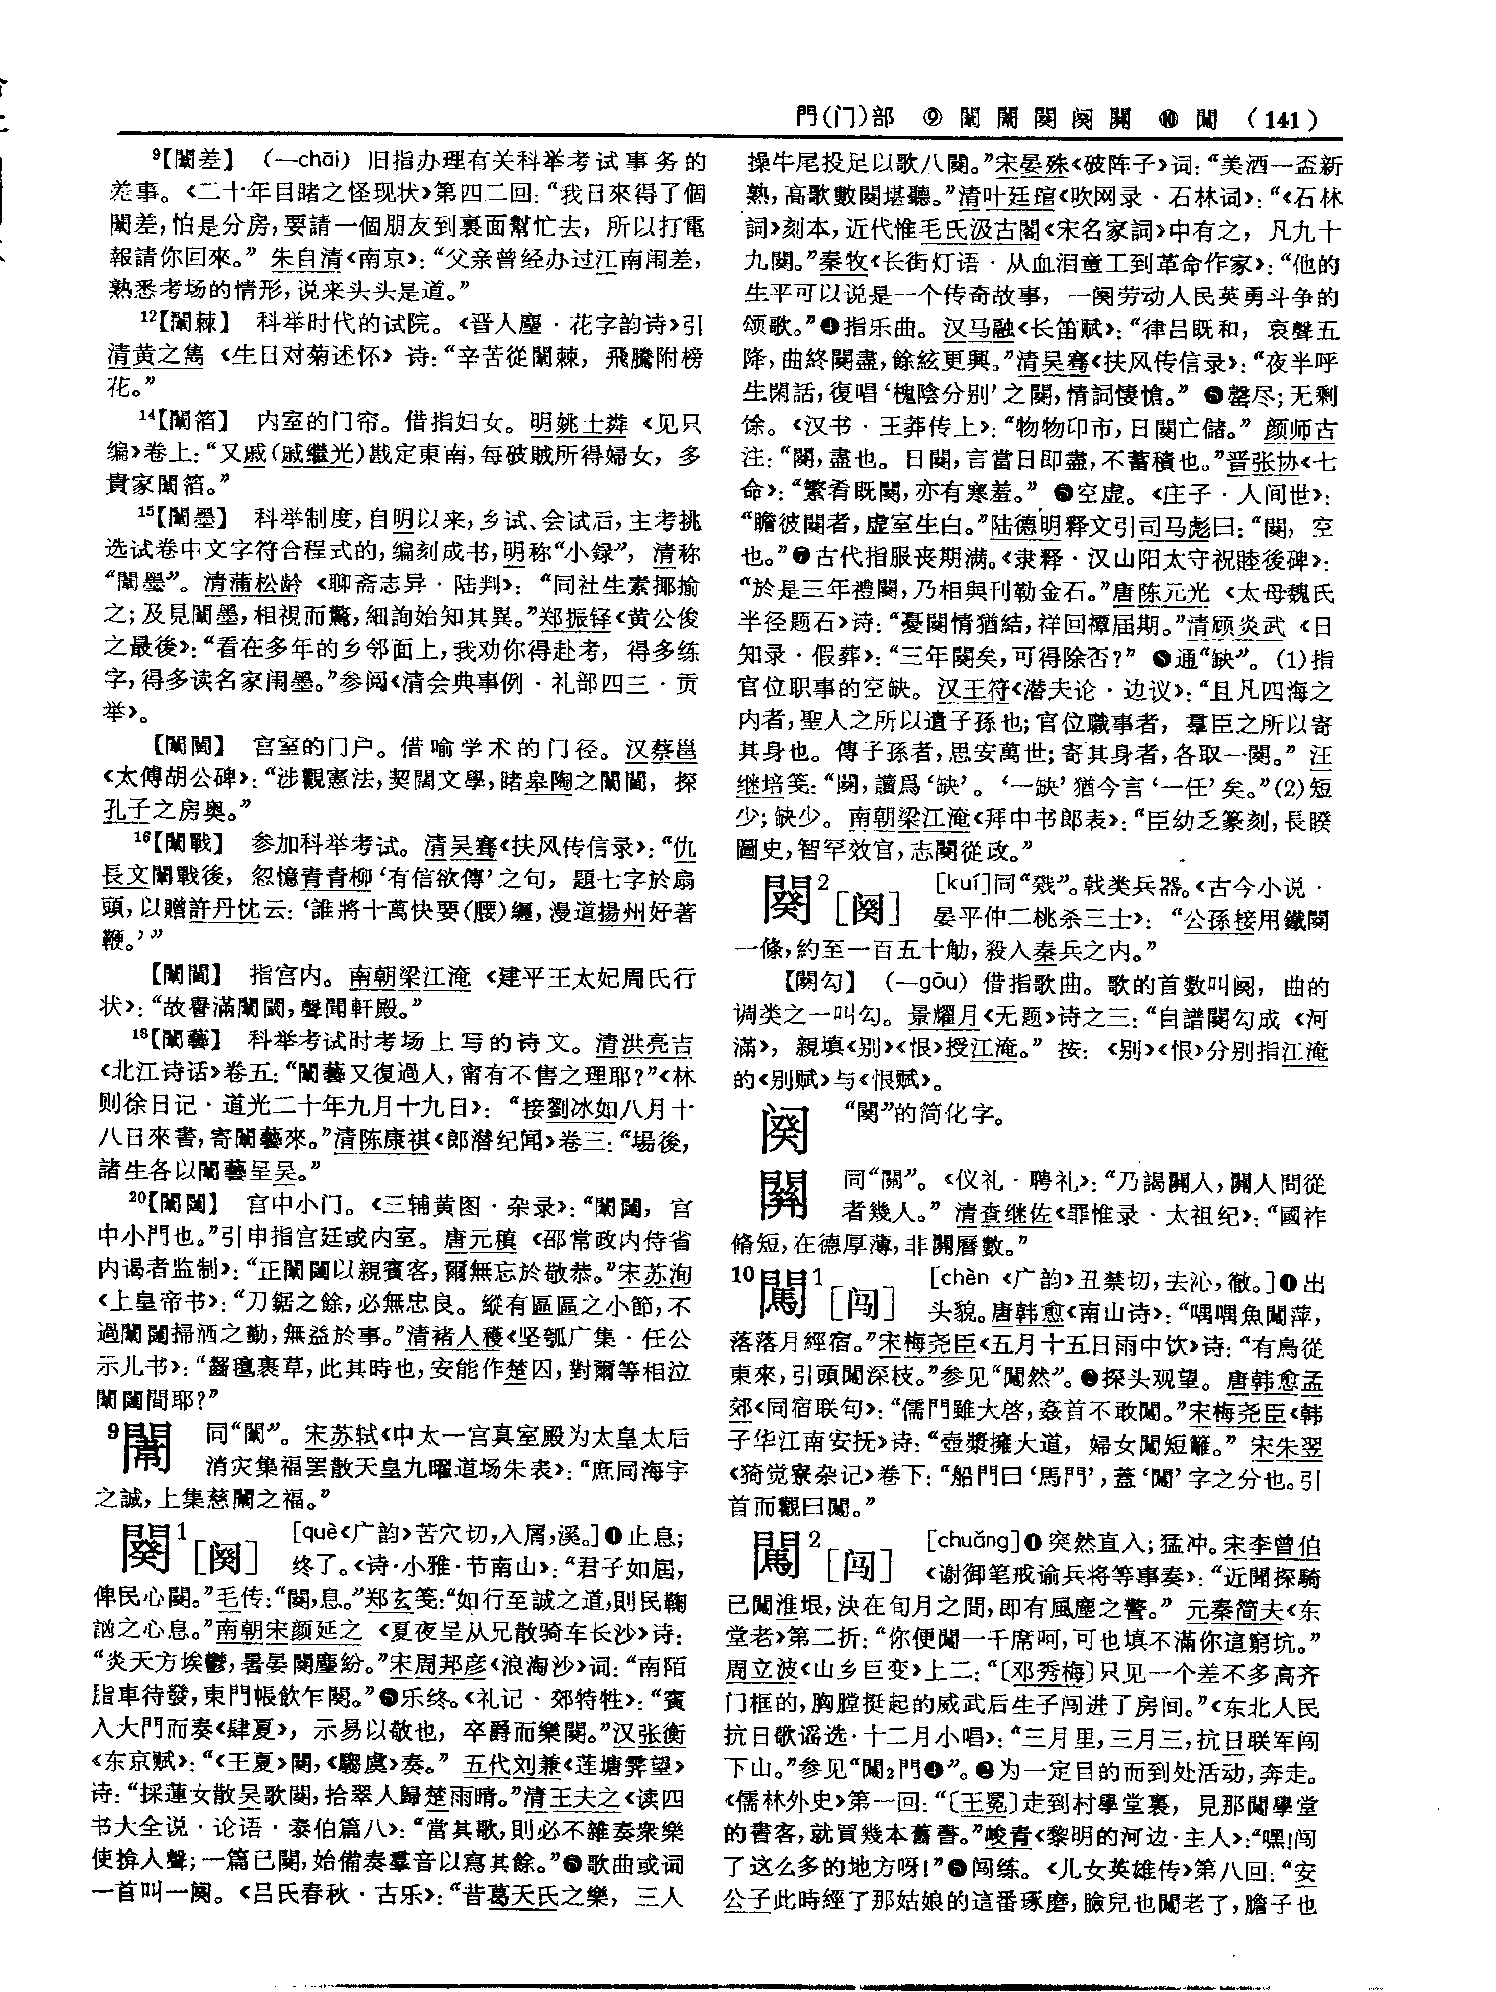 門(门)部 ⑨ 闈 𨵵 闋 阕 𨵿 ⑩ 闖 (141)
⁹【闈差】 (—chāi) 旧指办理有关科举考试事务的
差事。《二十年目睹之怪现状》第四二回:“我日來得了個
闈差,怕是分房,要請一個朋友到裏面幫忙去, 所以打電
報請你回來。” 朱自清《南京》:“父亲曾经办过江南闱差,
熟悉考场的情形,说来头头是道。”
¹²【闈棘】 科举时代的试院。《晋人麈·花字韵诗》引
清黄之雋《生日对菊述怀》诗:“辛苦從闈棘, 飛騰附榜
花。”
¹⁴【闈箔】 内室的门帘。借指妇女。明姚士粦《见只
编》卷上:“又戚(戚繼光)戡定東南,每破賊所得婦女, 多
貴家闈箔。”
¹⁵【闈墨】 科举制度,自明以来,乡试、会试后,主考挑
选试卷中文字符合程式的,编刻成书,明称“小録”, 清称
“闈墨”。清蒲松龄《聊斋志异·陆判》: “同社生素揶揄
之;及見闈墨,相視而驚,細詢始知其異。”郑振铎《黄公俊
之最後》:“看在多年的乡邻面上,我劝你得赴考, 得多练
字,得多读名家闱墨。”参阅《清会典事例·礼部四三·贡
举》。
【闈闥】 宫室的门户。借喻学术的门径。汉蔡邕
《太傅胡公碑》:“涉觀憲法,契闊文學,睹皋陶之闈闥, 探
孔子之房奥。”
¹⁶【闈戰】 参加科举考试。清吴骞《扶风传信录》:“仇
長文闈戰後, 忽憶青青柳‘有信欲傳’之句, 題七字於扇
頭,以贈許丹忱云:‘誰將十萬快要(腰)纏,漫道揚州好著
鞭。’”
【闈閫】 指宫内。南朝梁江淹《建平王太妃周氏行
状》:“故譽滿闈閫,聲聞軒殿。”
¹⁸【闈藝】 科举考试时考场上写的诗文。清洪亮吉
《北江诗话》卷五:“闈藝又復過人,甯有不售之理耶?”《林
则徐日记·道光二十年九月十九日》: “接劉冰如八月十
八日來書,寄闈藝來。”清陈康祺《郎潜纪闻》卷三:“場後,
諸生各以闈藝呈吴。”
²⁰【闈闼】 宫中小门。《三辅黄图·杂录》:“闈闥, 宫
中小門也。”引申指宫廷或内室。唐元稹《邵常政内侍省
内谒者监制》:“正闈闥以親賓客,爾無忘於敬恭。”宋苏洵
《上皇帝书》:“刀鋸之餘,必無忠良。縱有區區之小節,不
過闈闥掃洒之勤,無益於事。”清褚人穫《坚瓠广集·任公
示儿书》:“齧氊裹草,此其時也,安能作楚囚,對爾等相泣
闈闥間耶?”
⁹𨵵 同“闈”。宋苏轼《中太一宫真室殿为太皇太后
消灾集福罢散天皇九曜道场朱表》:“庶同海宇
之誠,上集慈闈之福。”
闋¹[阕] [què《广韵》苦穴切,入屑,溪。]❶止息;
终了。《诗·小雅·节南山》:“君子如屆,
俾民心闋。”毛传:“闋,息。”郑玄笺:“如行至誠之道,則民鞠
訩之心息。”南朝宋颜延之《夏夜呈从兄散骑车长沙》诗:
“炎天方埃鬱,暑晏闋塵紛。”宋周邦彦《浪淘沙》词:“南陌
脂車待發,東門帳飲乍闋。”❷乐终。《礼记·郊特牲》:“賓
入大門而奏《肆夏》, 示易以敬也, 卒爵而樂闋。”汉张衡
《东京赋》:“《王夏》闋,《騶虞》奏。” 五代刘兼《莲塘霁望》
诗:“採蓮女散吴歌闋,拾翠人歸楚雨晴。”清王夫之《读四
书大全说·论语·泰伯篇八》:“當其歌,則必不雜奏衆樂
使揜人聲;一篇已闋,始備奏羣音以寫其餘。”❸歌曲或词
一首叫一阕。《吕氏春秋·古乐》:“昔葛天氏之樂, 三人
操牛尾投足以歌八闋。”宋晏殊《破阵子》词:“美酒一盃新
熟,高歌數闋堪聽。”清叶廷琯《吹网录·石林词》:“《石林
詞》刻本,近代惟毛氏汲古閣《宋名家詞》中有之, 凡九十
九闋。”秦牧《长街灯语·从血泪童工到革命作家》:“他的
生平可以说是一个传奇故事, 一阕劳动人民英勇斗争的
颂歌。”❹指乐曲。汉马融《长笛赋》:“律吕既和, 哀聲五
降,曲終闋盡,餘絃更興。”清吴骞《扶风传信录》:“夜半呼
生閑話,復唱‘槐陰分別’之闋,情詞悽愴。” ❺罄尽;无剩
馀。《汉书·王莽传上》:“物物卬市,日闋亡儲。” 颜师古
注:“闋,盡也。日闋,言當日即盡,不蓄積也。”晋张协《七
命》:“繁肴既闋,亦有寒羞。” ❻空虚。《庄子·人间世》:
“瞻彼闋者,虚室生白。”陆德明释文引司马彪曰:“闋, 空
也。”❼古代指服丧期满。《隶释·汉山阳太守祝睦後碑》:
“於是三年禮闋,乃相與刊勒金石。”唐陈元光《太母魏氏
半径题石》诗:“憂闋情猶結,祥回禫屆期。”清顾炎武《日
知录·假葬》:“三年闋矣,可得除否?” ❽通“缺”。(1)指
官位职事的空缺。汉王符《潜夫论·边议》:“且凡四海之
内者,聖人之所以遺子孫也;官位職事者, 羣臣之所以寄
其身也。傳子孫者,思安萬世;寄其身者,各取一闋。” 汪
继培笺:“闋,讀爲‘缺’。‘一缺’猶今言‘一任’矣。”(2)短
少;缺少。南朝梁江淹《拜中书郎表》:“臣幼乏篆刻,長暌
圖史,智罕效官,志闋從政。”
闋²[阕] [kuí]同“戣”。戟类兵器。《古今小说·
晏平仲二桃杀三士》: “公孫接用鐵闋
一條,約至一百五十觔,殺入秦兵之内。”
【闋勾】 (—gōu) 借指歌曲。歌的首数叫阕, 曲的
调类之一叫勾。景耀月《无题》诗之三:“自譜闋勾成《河
滿》, 親填《别》《恨》授江淹。” 按:《别》《恨》分别指江淹
的《别赋》与《恨赋》。
阕 “闋”的简化字。
𨵿 同“關”。《仪礼·聘礼》:“乃謁𨵿人,𨵿人問從
者幾人。” 清查继佐《罪惟录·太祖纪》:“國祚
脩短,在德厚薄,非𨵿曆數。”
10闖¹[闯] [chèn《广韵》丑禁切,去沁,徹。]❶出
头貌。唐韩愈《南山诗》:“喁喁魚闖萍,
落落月經宿。”宋梅尧臣《五月十五日雨中饮》诗:“有鳥從
東來,引頭闖深枝。”参见“闖然”。❷探头观望。唐韩愈孟
郊《同宿联句》:“儒門雖大啓,姦首不敢闖。”宋梅尧臣《韩
子华江南安抚》诗:“壺漿擁大道, 婦女闖短籬。” 宋朱翌
《猗觉寮杂记》卷下:“船門曰‘馬門’,蓋‘闖’字之分也。引
首而觀曰闖。”
闖²[闯] [chuǎng]❶突然直入;猛冲。宋李曾伯
《谢御笔戒谕兵将等事奏》:“近聞探騎
已闖淮垠,決在旬月之間,即有風塵之警。” 元秦简夫《东
堂老》第二折:“你便闖一千席呵,可也填不滿你這窮坑。”
周立波《山乡巨变》上二:“〔邓秀梅〕只见一个差不多高齐
门框的,胸膛挺起的威武后生子闯进了房间。”《东北人民
抗日歌谣选·十二月小唱》:“三月里,三月三,抗日联军闯
下山。”参见“闖₂門❹”。❷为一定目的而到处活动,奔走。
《儒林外史》第一回:“〔王冕〕走到村學堂裏, 見那闖學堂
的書客,就買幾本舊書。”峻青《黎明的河边·主人》:“嘿!闯
了这么多的地方呀!”❸闯练。《儿女英雄传》第八回:“安
公子此時經了那姑娘的這番琢磨,臉兒也闖老了,膽子也